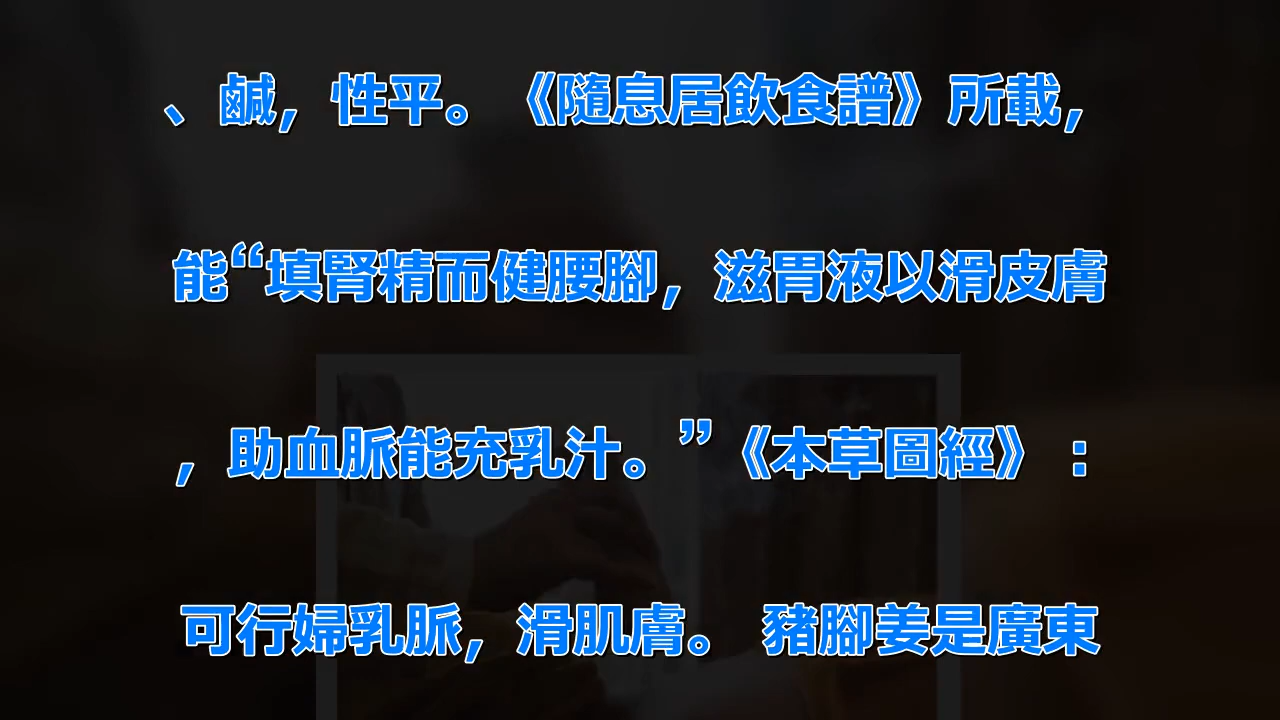 、鹹，性平。《隨息居飲食譜》所載，
能“填腎精而健腰腳，滋胃液以滑皮膚
，助血脈能充乳汁。”《本草圖經》：
可行婦乳脈，滑肌膚。 豬腳姜是廣東